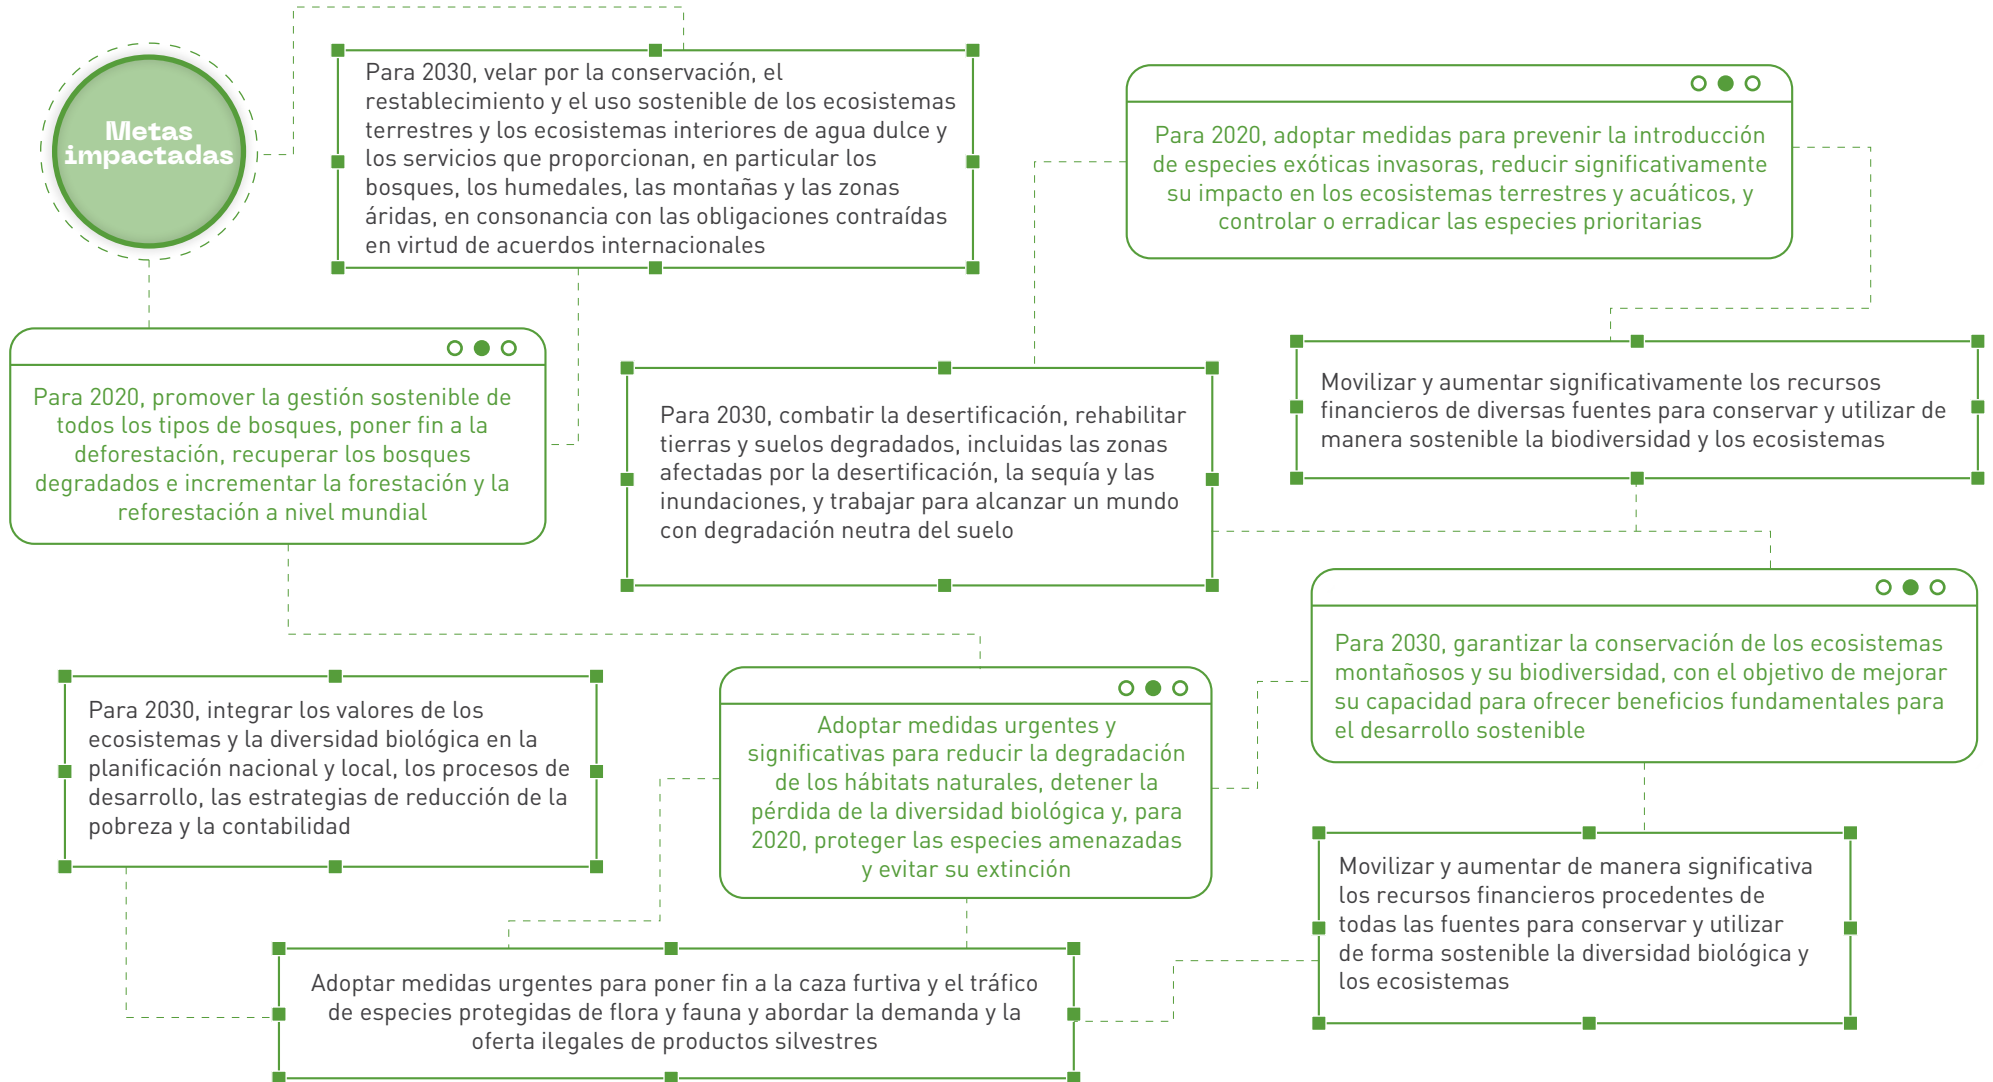 Metas
impactadas
Para 2030, velar por la conservación, el
restablecimiento y el uso sostenible de los ecosistemas
terrestres y los ecosistemas interiores de agua dulce y
los servicios que proporcionan, en particular los
bosques, los humedales, las montañas y las zonas
áridas, en consonancia con las obligaciones contraídas
en virtud de acuerdos internacionales
Para 2020, adoptar medidas para prevenir la introducción
de especies exóticas invasoras, reducir significativamente
su impacto en los ecosistemas terrestres y acuáticos, y
controlar o erradicar las especies prioritarias
Para 2020, promover la gestión sostenible de
todos los tipos de bosques, poner fin a la
deforestación, recuperar los bosques
degradados e incrementar la forestación y la
reforestación a nivel mundial
Para 2030, combatir la desertificación, rehabilitar
tierras y suelos degradados, incluidas las zonas
afectadas por la desertificación, la sequía y las
inundaciones, y trabajar para alcanzar un mundo
con degradación neutra del suelo
Movilizar y aumentar significativamente los recursos
financieros de diversas fuentes para conservar y utilizar de
manera sostenible la biodiversidad y los ecosistemas
Para 2030, integrar los valores de los
ecosistemas y la diversidad biológica en la
planificación nacional y local, los procesos de
desarrollo, las estrategias de reducción de la
pobreza y la contabilidad
Adoptar medidas urgentes y
significativas para reducir la degradación
de los hábitats naturales, detener la
pérdida de la diversidad biológica y, para
2020, proteger las especies amenazadas
y evitar su extinción
Para 2030, garantizar la conservación de los ecosistemas
montañosos y su biodiversidad, con el objetivo de mejorar
su capacidad para ofrecer beneficios fundamentales para
el desarrollo sostenible
Movilizar y aumentar de manera significativa
los recursos financieros procedentes de
todas las fuentes para conservar y utilizar
de forma sostenible la diversidad biológica y
los ecosistemas
Adoptar medidas urgentes para poner fin a la caza furtiva y el tráfico
de especies protegidas de flora y fauna y abordar la demanda y la
oferta ilegales de productos silvestres